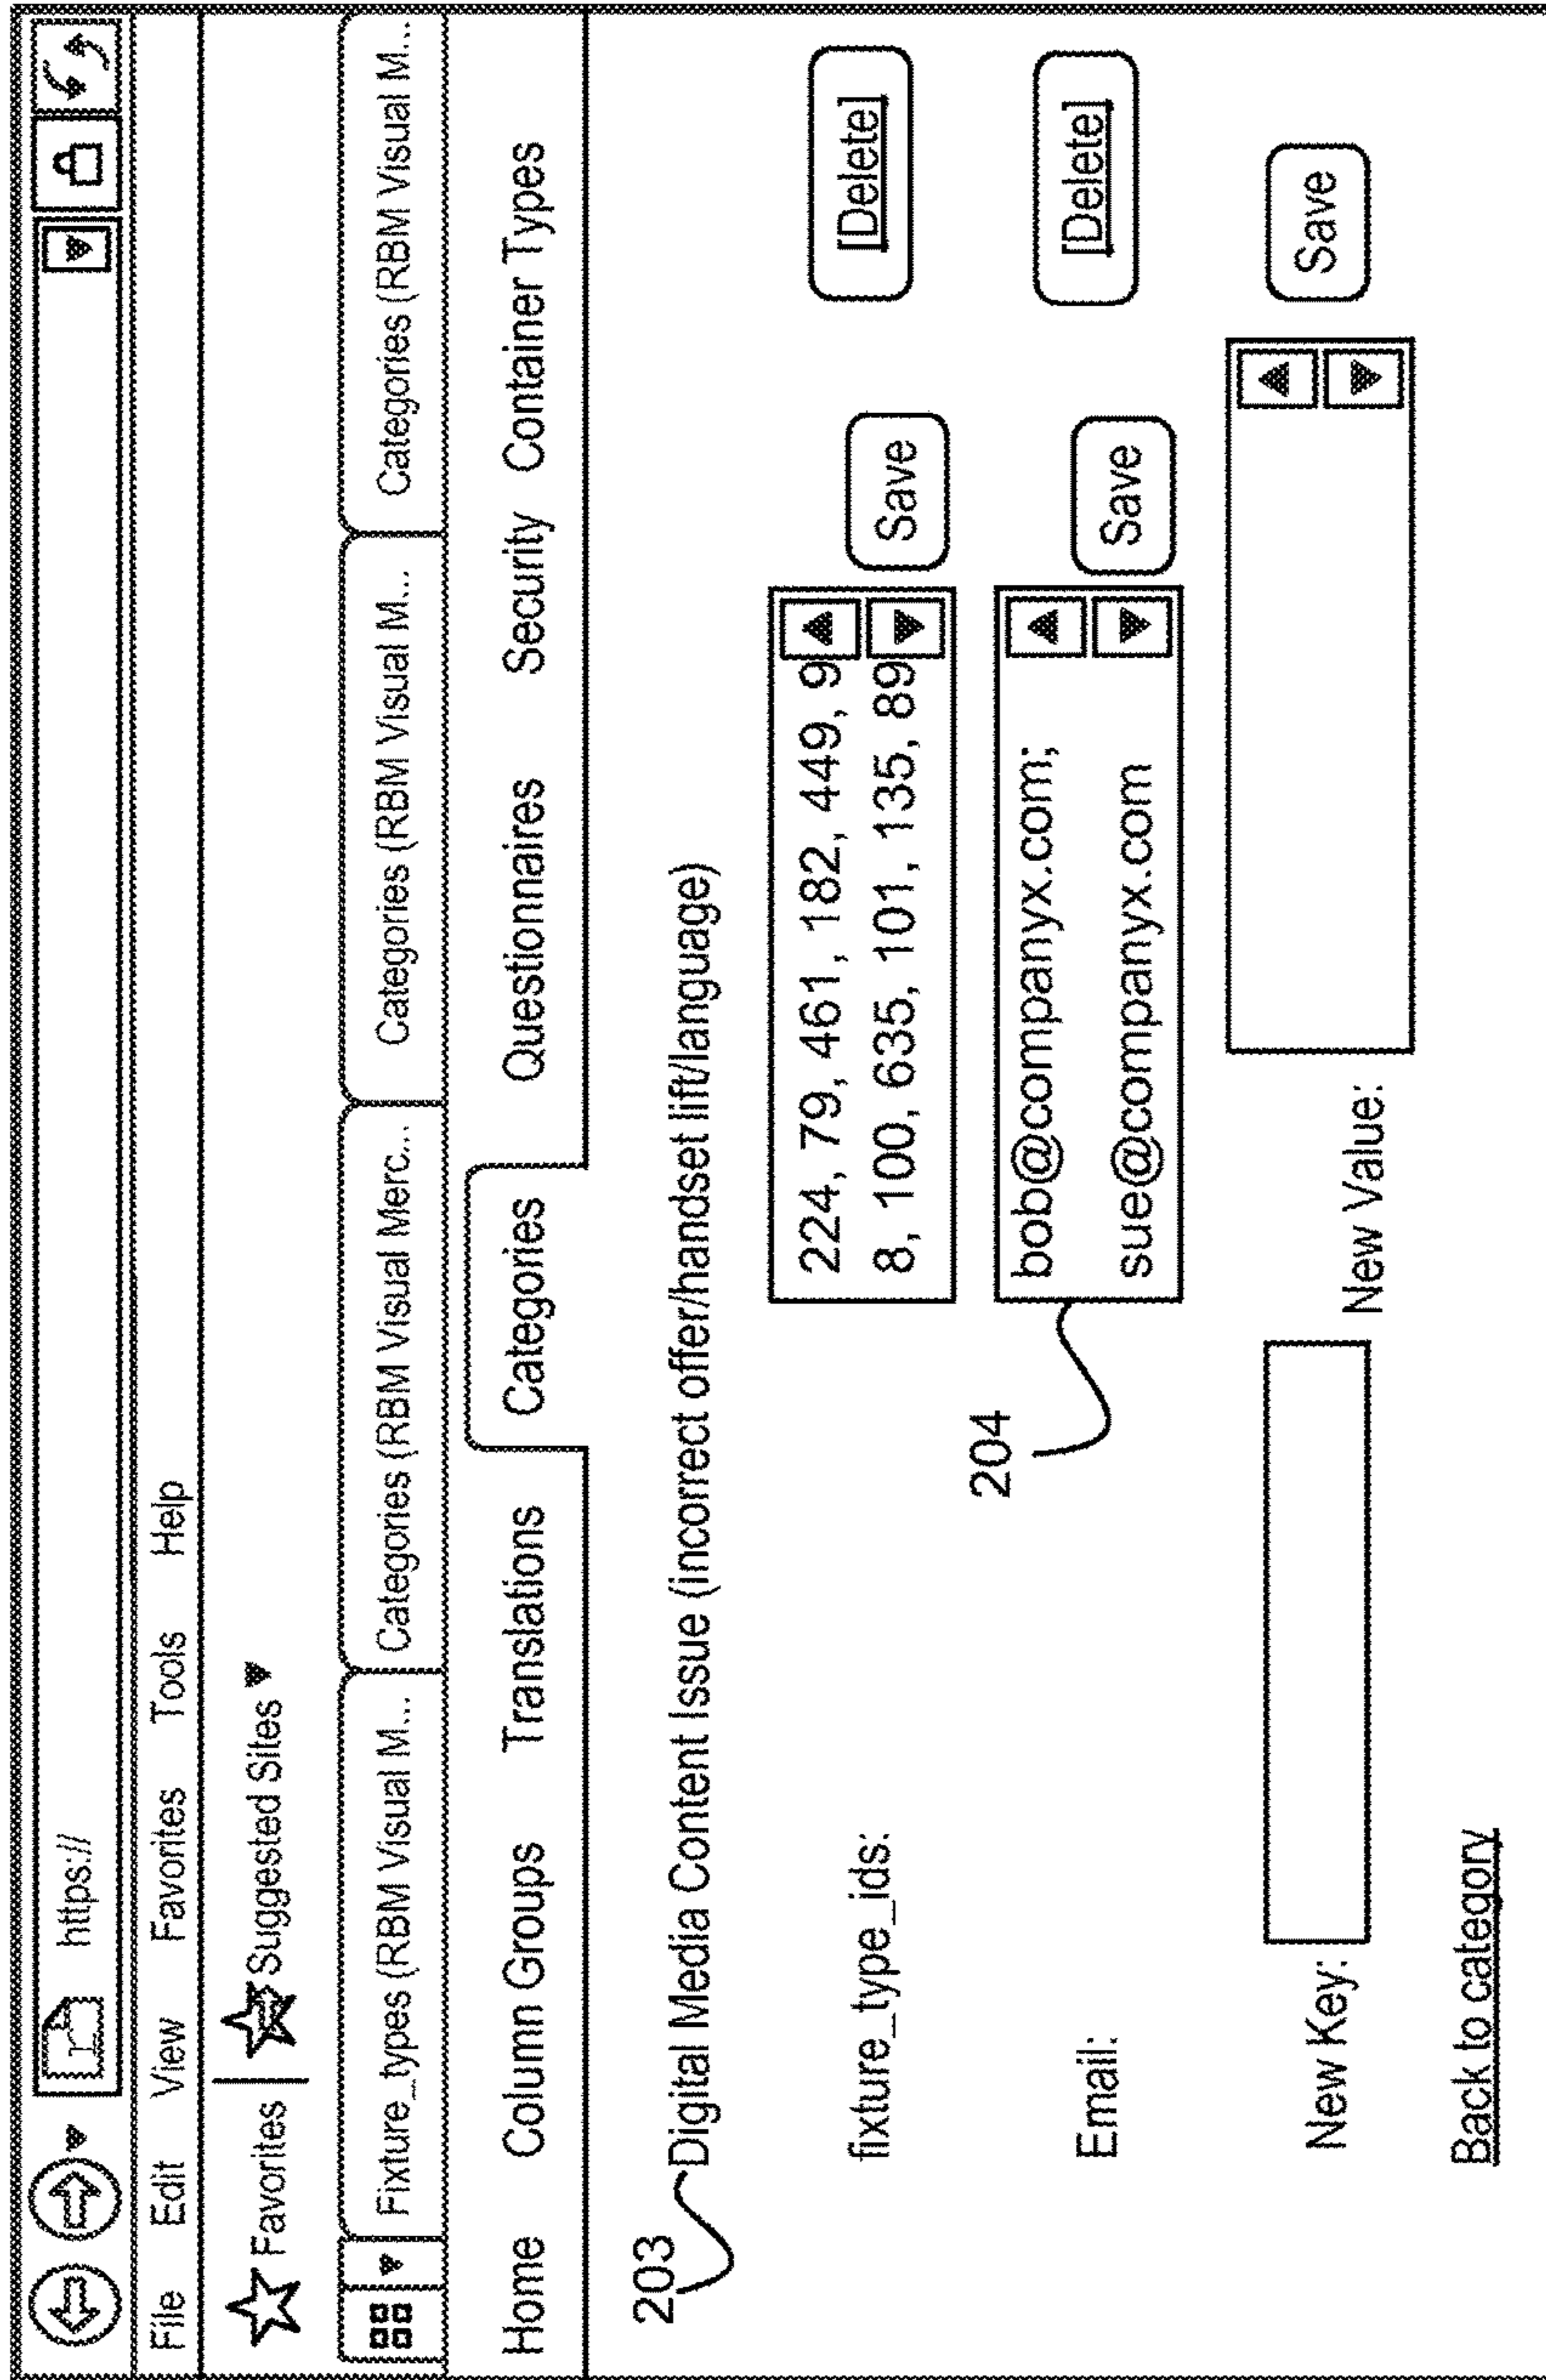 https://
File Edit View Favorites Tools Help
Favorites Suggested Sites
Fixture_types (RBM Visual M... Categories (RBM Visual Merc... Categories (RBM Visual M... Categories (RBM Visual M...
Home Column Groups Translations Categories Questionnaires Security Container Types
203 Digital Media Content Issue (incorrect offer/handset lift/language)
fixture_type_ids: 224, 79, 461, 182, 449, 9 Save [Delete]
8, 100, 635, 101, 135, 89
Email: bob@companyx.com; Save [Delete]
sue@companyx.com
204
New Key: New Value: Save
Back to category